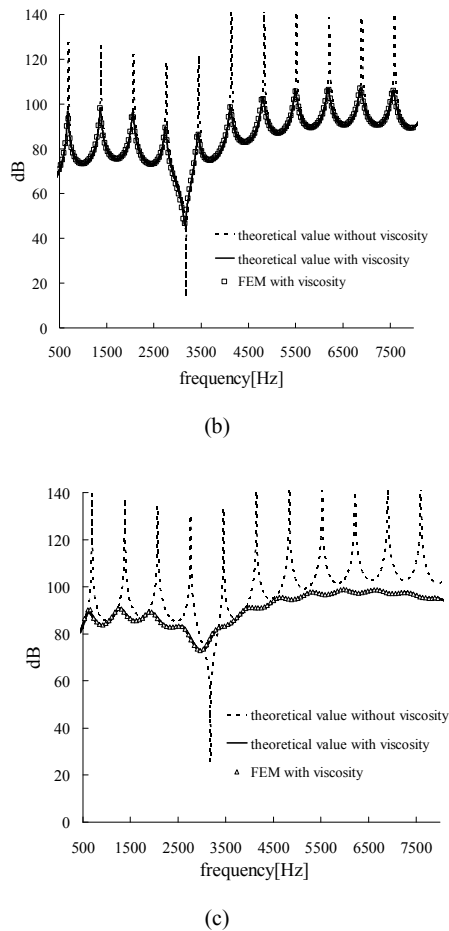 140
120
100
80
60
40
20
0
dB
theoretical value without viscosity
theoretical value with viscosity
FEM with viscosity
500 1500 2500 3500 4500 5500 6500 7500
frequency[Hz]
(b)
140
120
100
80
60
40
20
0
dB
theoretical value without viscosity
theoretical value with viscosity
FEM with viscosity
500 1500 2500 3500 4500 5500 6500 7500
frequency[Hz]
(c)